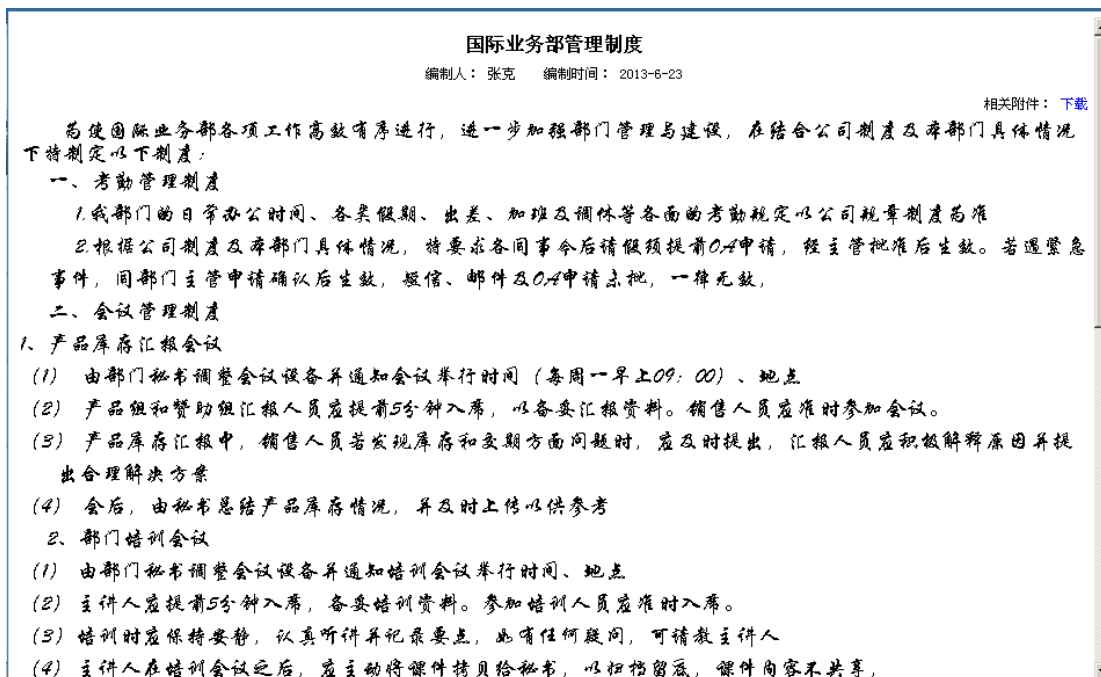 国际业务部管理制度
编制人： 张克 编制时间： 2013-6-23
相关附件： 下载
为使国际业务部各项工作高效有序进行，进一步加强部门管理与建设，在结合公司制度及本部门具体情况
下特制定以下制度：
一、考勤管理制度
1.我部门的日常办公时间、各类假期、出差、加班及调休等各面的考勤规定以公司规章制度为准
2.根据公司制度及本部门具体情况，特要求各同事今后请假须提前OA申请，经主管批准后生效。若遇紧急
事件，向部门主管申请确认后生效，短信、邮件及OA申请未批，一律无效，
二、会议管理制度
1、产品库存汇报会议
(1) 由部门秘书调整会议设备并通知会议举行时间（每周一早上09：00）、地点
(2) 产品组和赞助组汇报人员应提前5分钟入席，以备妥汇报资料。销售人员应准时参加会议。
(3) 产品库存汇报中，销售人员若发现库存和交期方面问题时，应及时提出，汇报人员应积极解释原因并提
出合理解决方案
(4) 会后，由秘书总结产品库存情况，并及时上传以供参考
2、部门培训会议
(1) 由部门秘书调整会议设备并通知培训会议举行时间、地点
(2) 主讲人应提前5分钟入席，备妥培训资料。参加培训人员应准时入席。
(3) 培训时应保持安静，认真听讲并记录要点，如有任何疑问，可请教主讲人
(4) 主讲人在培训会议之后，应主动将课件拷贝给秘书，以归档留底，课件内容不共享，